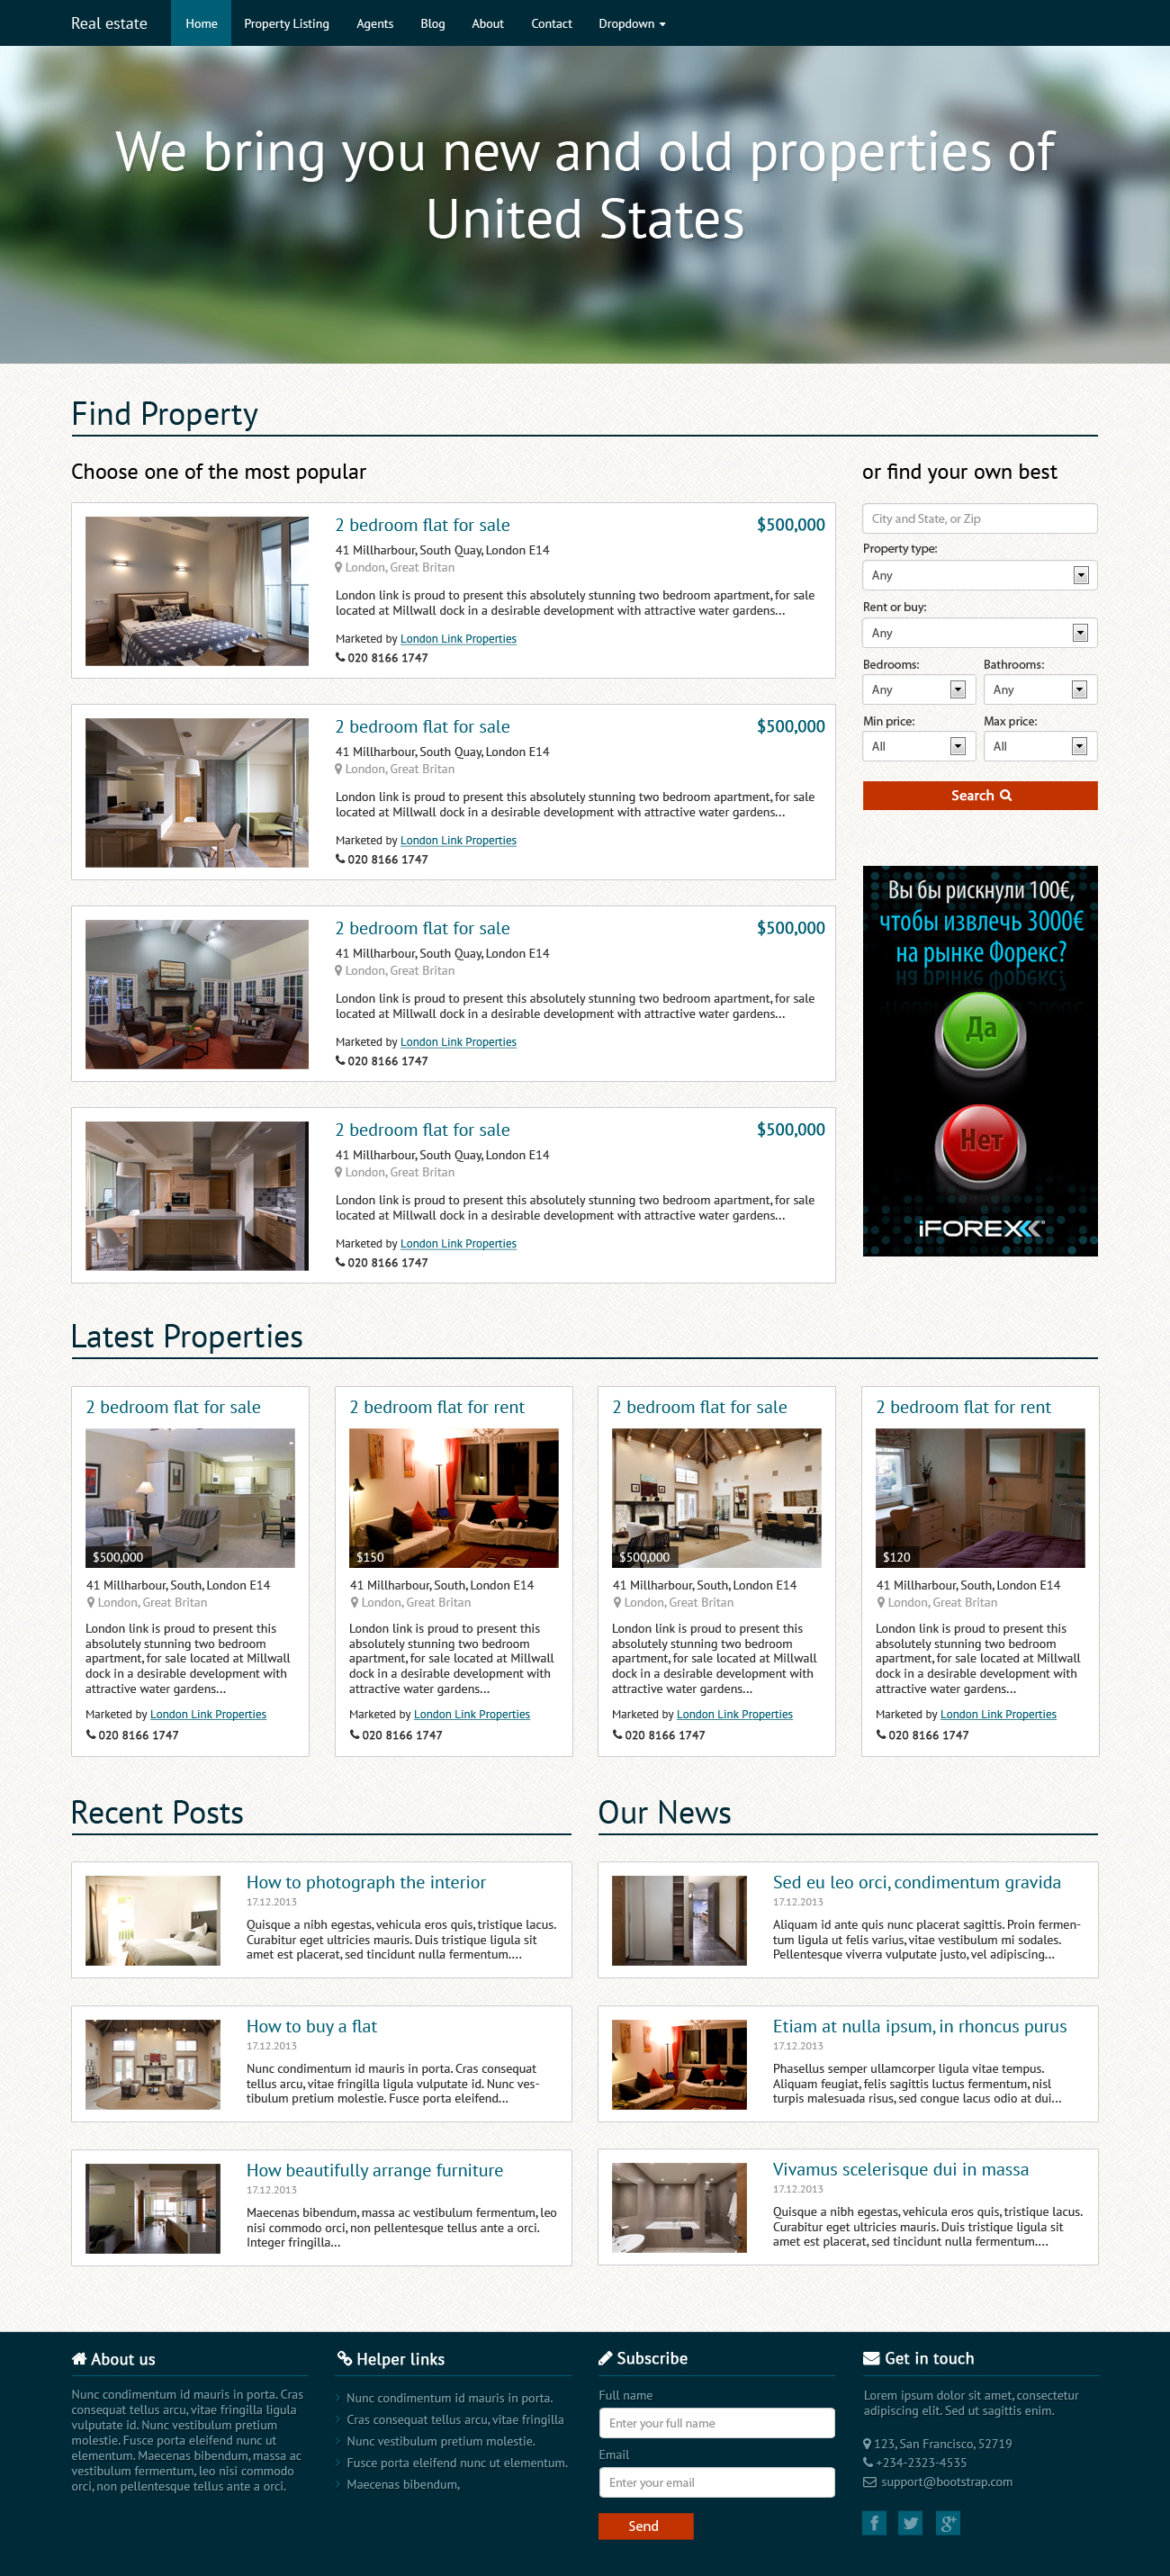 Real estate Home Property Listing Agents Blog About Contact Dropdown
We bring you new and old properties of
United States
Find Property
Choose one of the most popular
2 bedroom flat for sale $500,000
41 Millharbour, South Quay, London E14
London, Great Britan
London link is proud to present this absolutely stunning two bedroom apartment, for sale
located at Millwall dock in a desirable development with attractive water gardens...
Marketed by London Link Properties
020 8166 1747
2 bedroom flat for sale $500,000
41 Millharbour, South Quay, London E14
London, Great Britan
London link is proud to present this absolutely stunning two bedroom apartment, for sale
located at Millwall dock in a desirable development with attractive water gardens...
Marketed by London Link Properties
020 8166 1747
2 bedroom flat for sale $500,000
41 Millharbour, South Quay, London E14
London, Great Britan
London link is proud to present this absolutely stunning two bedroom apartment, for sale
located at Millwall dock in a desirable development with attractive water gardens...
Marketed by London Link Properties
020 8166 1747
2 bedroom flat for sale $500,000
41 Millharbour, South Quay, London E14
London, Great Britan
London link is proud to present this absolutely stunning two bedroom apartment, for sale
located at Millwall dock in a desirable development with attractive water gardens...
Marketed by London Link Properties
020 8166 1747
or find your own best
City and State, or Zip
Property type:
Any
Rent or buy:
Any
Bedrooms: Bathrooms:
Any Any
Min price: Max price:
All All
Search
Вы бы рискнули 100€,
чтобы извлечь 3000€
на рынке Форекс?
Да
Нет
iFOREX
Latest Properties
2 bedroom flat for sale
$500,000
41 Millharbour, South, London E14
London, Great Britan
London link is proud to present this
absolutely stunning two bedroom
apartment, for sale located at Millwall
dock in a desirable development with
attractive water gardens...
Marketed by London Link Properties
020 8166 1747
2 bedroom flat for rent
$150
41 Millharbour, South, London E14
London, Great Britan
London link is proud to present this
absolutely stunning two bedroom
apartment, for sale located at Millwall
dock in a desirable development with
attractive water gardens...
Marketed by London Link Properties
020 8166 1747
2 bedroom flat for sale
$500,000
41 Millharbour, South, London E14
London, Great Britan
London link is proud to present this
absolutely stunning two bedroom
apartment, for sale located at Millwall
dock in a desirable development with
attractive water gardens...
Marketed by London Link Properties
020 8166 1747
2 bedroom flat for rent
$120
41 Millharbour, South, London E14
London, Great Britan
London link is proud to present this
absolutely stunning two bedroom
apartment, for sale located at Millwall
dock in a desirable development with
attractive water gardens...
Marketed by London Link Properties
020 8166 1747
Recent Posts
How to photograph the interior
17.12.2013
Quisque a nibh egestas, vehicula eros quis, tristique lacus.
Curabitur eget ultricies mauris. Duis tristique ligula sit
amet est placerat, sed tincidunt nulla fermentum....
How to buy a flat
17.12.2013
Nunc condimentum id mauris in porta. Cras consequat
tellus arcu, vitae fringilla ligula vulputate id. Nunc ves-
tibulum pretium molestie. Fusce porta eleifend...
How beautifully arrange furniture
17.12.2013
Maecenas bibendum, massa ac vestibulum fermentum, leo
nisi commodo orci, non pellentesque tellus ante a orci.
Integer fringilla...
Our News
Sed eu leo orci, condimentum gravida
17.12.2013
Aliquam id ante quis nunc placerat sagittis. Proin fermen-
tum ligula ut felis varius, vitae vestibulum mi sodales.
Pellentesque viverra vulputate justo, vel adipiscing...
Etiam at nulla ipsum, in rhoncus purus
17.12.2013
Phasellus semper ullamcorper ligula vitae tempus.
Aliquam feugiat, felis sagittis luctus fermentum, nisl
turpis malesuada risus, sed congue lacus odio at dui...
Vivamus scelerisque dui in massa
17.12.2013
Quisque a nibh egestas, vehicula eros quis, tristique lacus.
Curabitur eget ultricies mauris. Duis tristique ligula sit
amet est placerat, sed tincidunt nulla fermentum....
About us
Nunc condimentum id mauris in porta. Cras
consequat tellus arcu, vitae fringilla ligula
vulputate id. Nunc vestibulum pretium
molestie. Fusce porta eleifend nunc ut
elementum. Maecenas bibendum, massa ac
vestibulum fermentum, leo nisi commodo
orci, non pellentesque tellus ante a orci.
Helper links
Nunc condimentum id mauris in porta.
Cras consequat tellus arcu, vitae fringilla
Nunc vestibulum pretium molestie.
Fusce porta eleifend nunc ut elementum.
Maecenas bibendum,
Subscribe
Full name
Enter your full name
Email
Enter your email
Send
Get in touch
Lorem ipsum dolor sit amet, consectetur
adipiscing elit. Sed ut sagittis enim.
123, San Francisco, 52719
+234-2323-4535
support@bootstrap.com